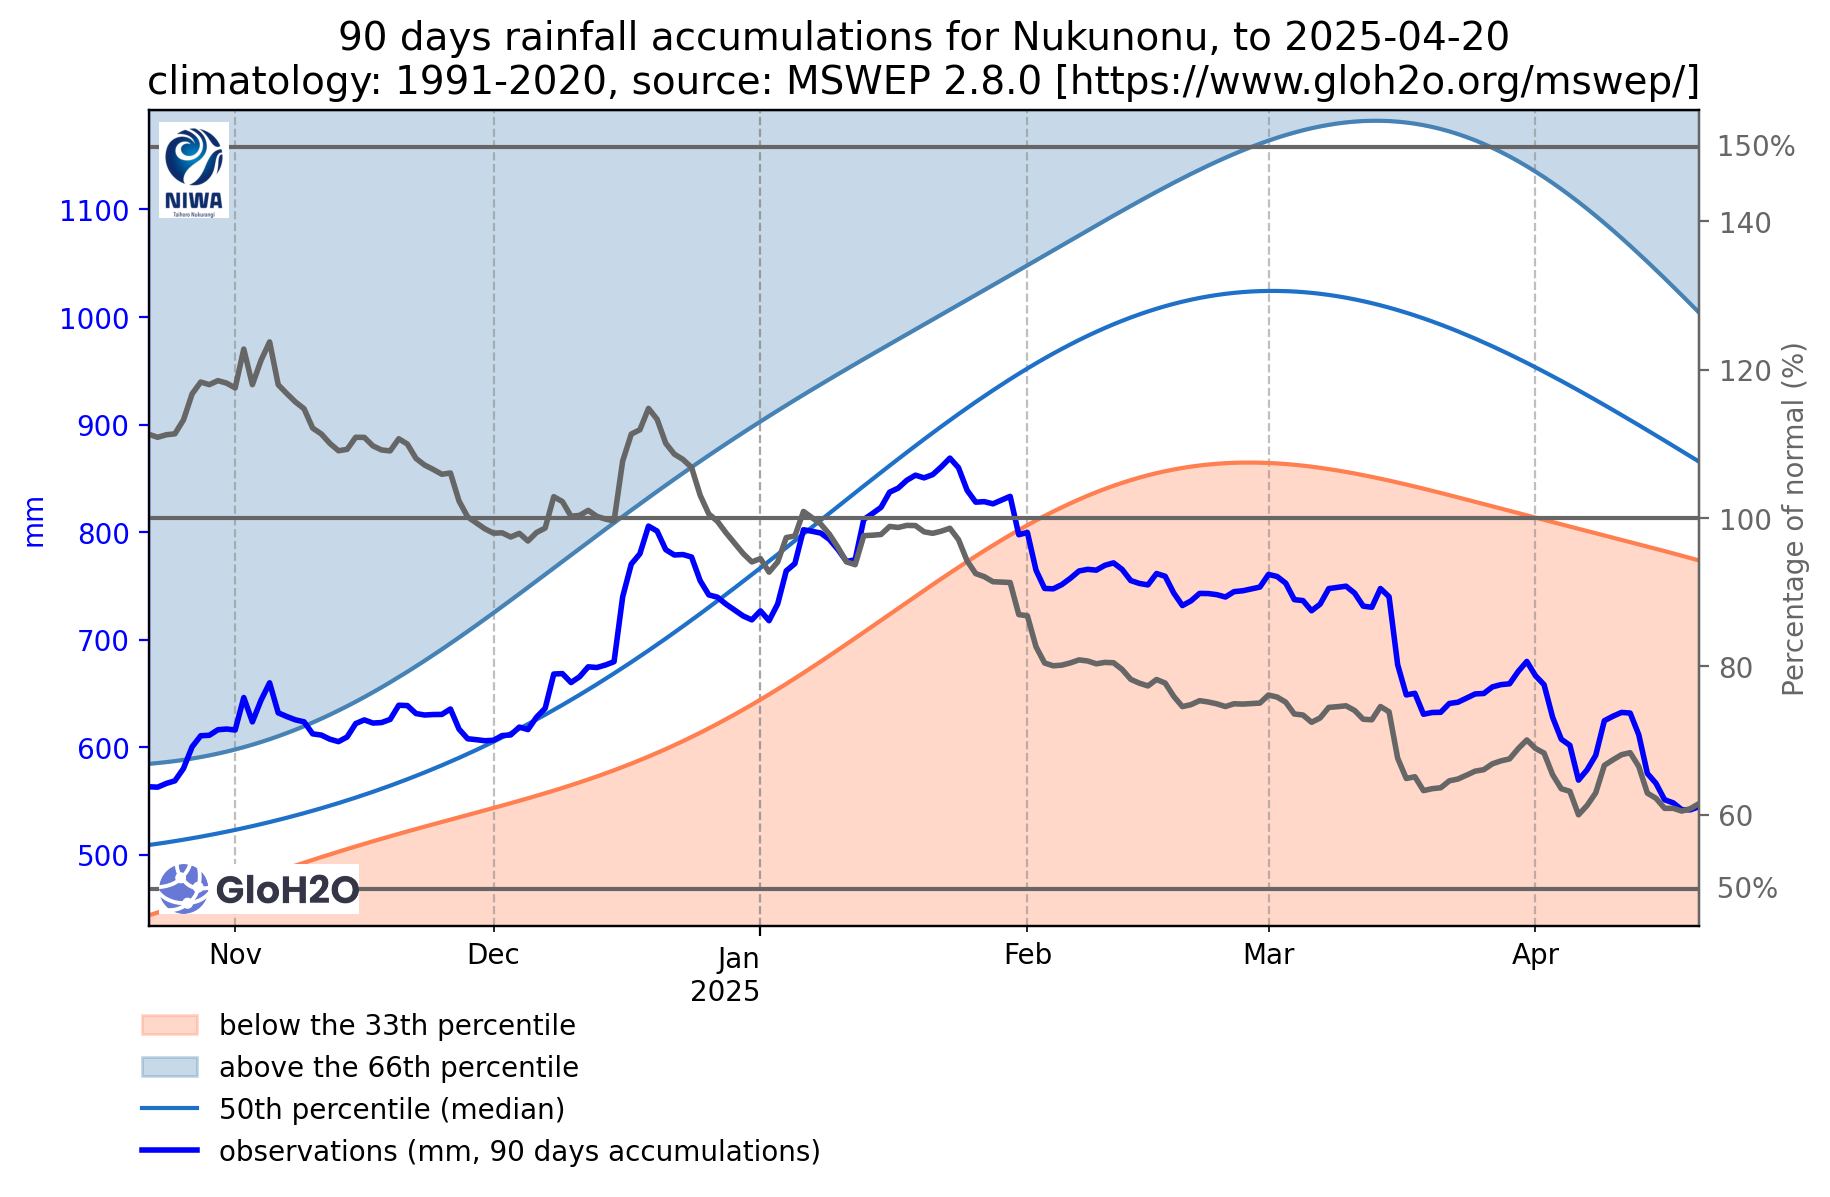 90 days rainfall accumulations for Nukunonu, to 2025-04-20
climatology: 1991-2020, source: MSWEP 2.8.0 [https://www.gloh2o.org/mswep/]
NIWA
Taihoro Nukurangi
1100
1000
900
800
700
600
500
mm
150%
140
120
100
80
60
50%
Percentage of normal (%)
GloH2O
Nov
Dec
Jan
2025
Feb
Mar
Apr
below the 33th percentile
above the 66th percentile
50th percentile (median)
observations (mm, 90 days accumulations)